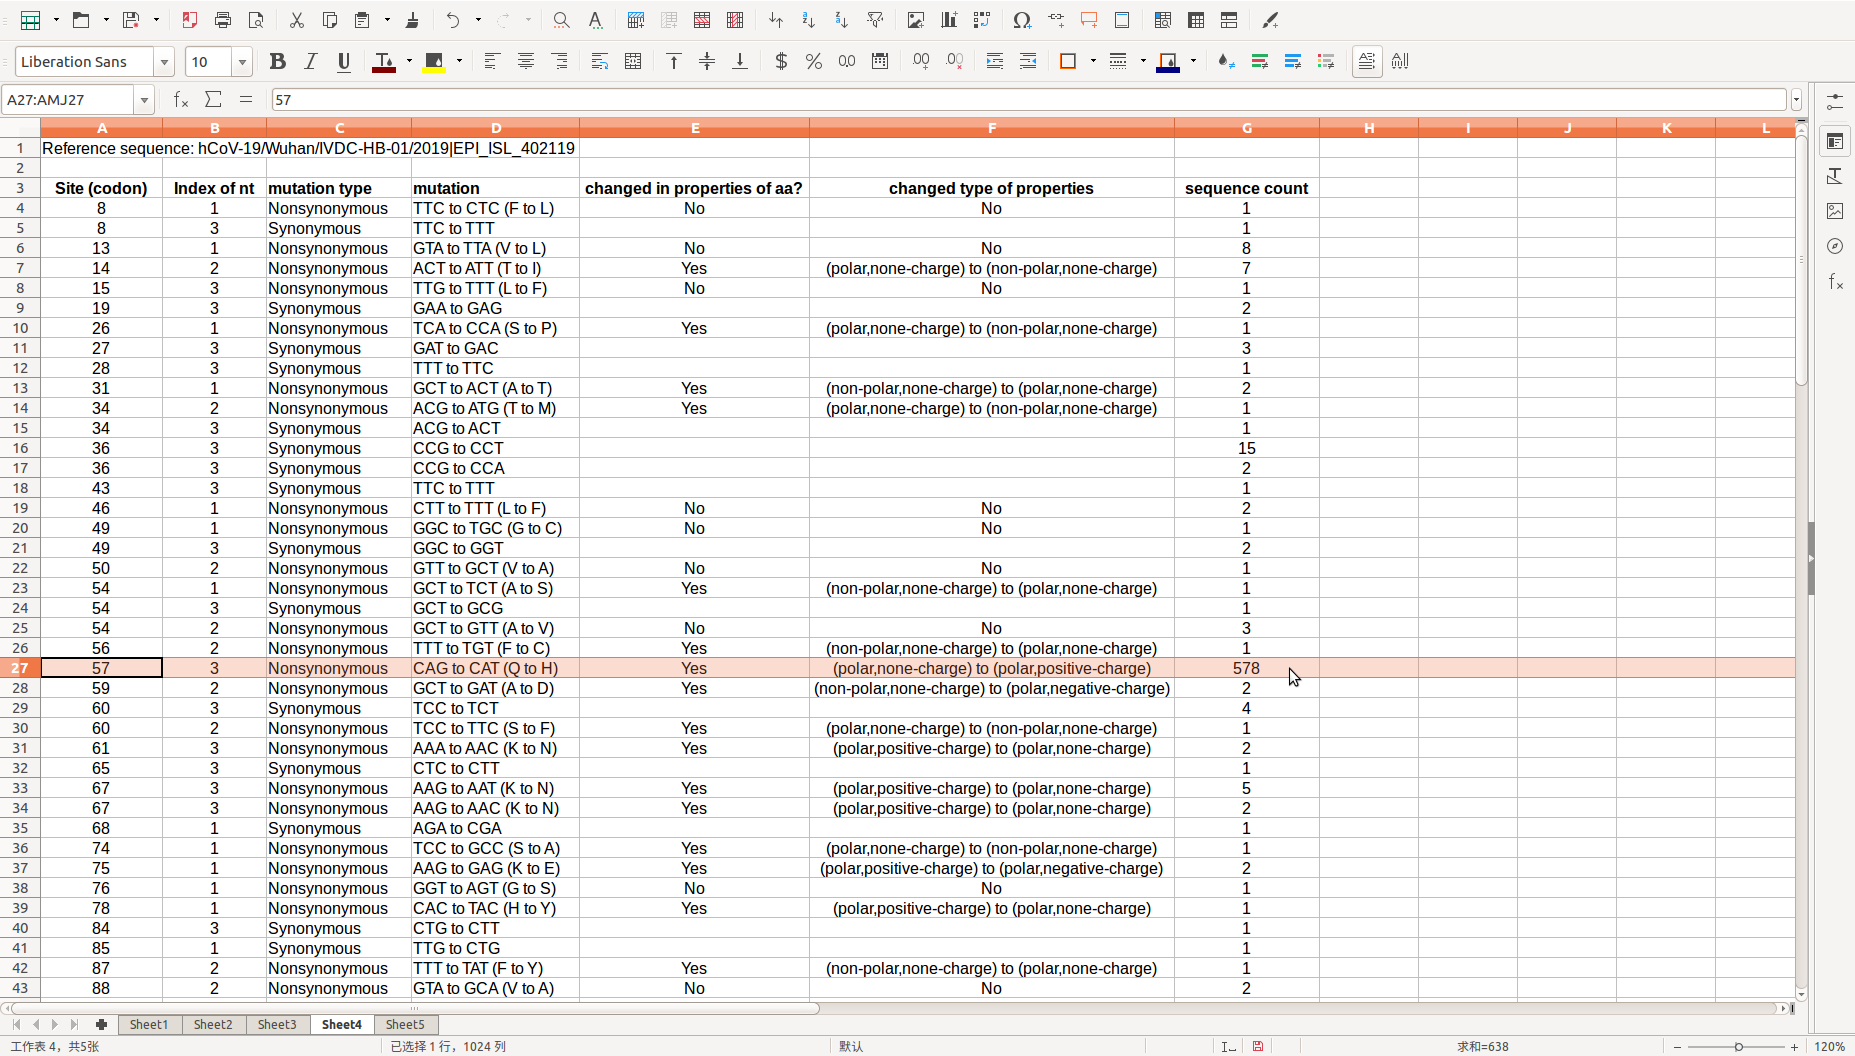 Liberation Sans 10
A27:AMJ27 57
A B C D E F G H I J K L
1 Reference sequence: hCoV-19/Wuhan/IVDC-HB-01/2019|EPI_ISL_402119
2
3 Site (codon) Index of nt mutation type mutation changed in properties of aa? changed type of properties sequence count
4 8 1 Nonsynonymous TTC to CTC (F to L) No No 1
5 8 3 Synonymous TTC to TTT 1
6 13 1 Nonsynonymous GTA to TTA (V to L) No No 8
7 14 2 Nonsynonymous ACT to ATT (T to I) Yes (polar,none-charge) to (non-polar,none-charge) 7
8 15 3 Nonsynonymous TTG to TTT (L to F) No No 1
9 19 3 Synonymous GAA to GAG 2
10 26 1 Nonsynonymous TCA to CCA (S to P) Yes (polar,none-charge) to (non-polar,none-charge) 1
11 27 3 Synonymous GAT to GAC 3
12 28 3 Synonymous TTT to TTC 1
13 31 1 Nonsynonymous GCT to ACT (A to T) Yes (non-polar,none-charge) to (polar,none-charge) 2
14 34 2 Nonsynonymous ACG to ATG (T to M) Yes (polar,none-charge) to (non-polar,none-charge) 1
15 34 3 Synonymous ACG to ACT 1
16 36 3 Synonymous CCG to CCT 15
17 36 3 Synonymous CCG to CCA 2
18 43 3 Synonymous TTC to TTT 1
19 46 1 Nonsynonymous CTT to TTT (L to F) No No 2
20 49 1 Nonsynonymous GGC to TGC (G to C) No No 1
21 49 3 Synonymous GGC to GGT 2
22 50 2 Nonsynonymous GTT to GCT (V to A) No No 1
23 54 1 Nonsynonymous GCT to TCT (A to S) Yes (non-polar,none-charge) to (polar,none-charge) 1
24 54 3 Synonymous GCT to GCG 1
25 54 2 Nonsynonymous GCT to GTT (A to V) No No 3
26 56 2 Nonsynonymous TTT to TGT (F to C) Yes (non-polar,none-charge) to (polar,none-charge) 1
27 57 3 Nonsynonymous CAG to CAT (Q to H) Yes (polar,none-charge) to (polar,positive-charge) 578
28 59 2 Nonsynonymous GCT to GAT (A to D) Yes (non-polar,none-charge) to (polar,negative-charge) 2
29 60 3 Synonymous TCC to TCT 4
30 60 2 Nonsynonymous TCC to TTC (S to F) Yes (polar,none-charge) to (non-polar,none-charge) 1
31 61 3 Nonsynonymous AAA to AAC (K to N) Yes (polar,positive-charge) to (polar,none-charge) 2
32 65 3 Synonymous CTC to CTT 1
33 67 3 Nonsynonymous AAG to AAT (K to N) Yes (polar,positive-charge) to (polar,none-charge) 5
34 67 3 Nonsynonymous AAG to AAC (K to N) Yes (polar,positive-charge) to (polar,none-charge) 2
35 68 1 Synonymous AGA to CGA 1
36 74 1 Nonsynonymous TCC to GCC (S to A) Yes (polar,none-charge) to (non-polar,none-charge) 1
37 75 1 Nonsynonymous AAG to GAG (K to E) Yes (polar,positive-charge) to (polar,negative-charge) 2
38 76 1 Nonsynonymous GGT to AGT (G to S) No No 1
39 78 1 Nonsynonymous CAC to TAC (H to Y) Yes (polar,positive-charge) to (polar,none-charge) 1
40 84 3 Synonymous CTG to CTT 1
41 85 1 Synonymous TTG to CTG 1
42 87 2 Nonsynonymous TTT to TAT (F to Y) Yes (non-polar,none-charge) to (polar,none-charge) 1
43 88 2 Nonsynonymous GTA to GCA (V to A) No No 2
Sheet1 Sheet2 Sheet3 Sheet4 Sheet5
工作表 4，共5张 已选择 1 行，1024 列 默认 求和=638 120%